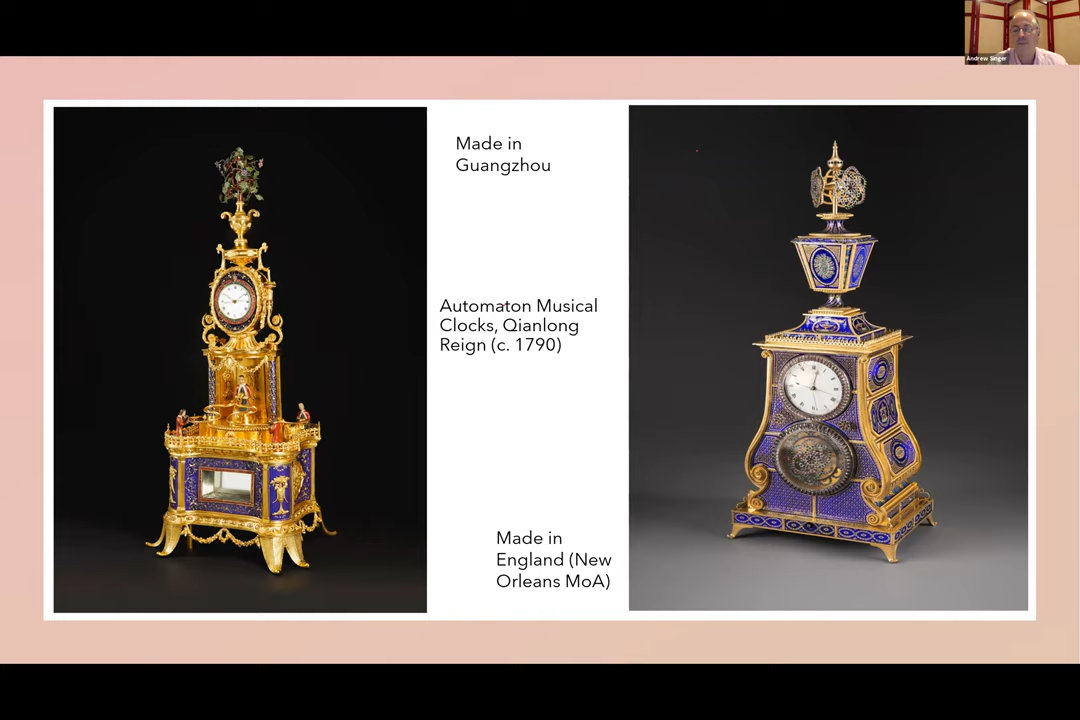 Andrew Singer
Made in
Guangzhou
Automaton Musical
Clocks, Qianlong
Reign (c. 1790)
Made in
England (New
Orleans MoA)